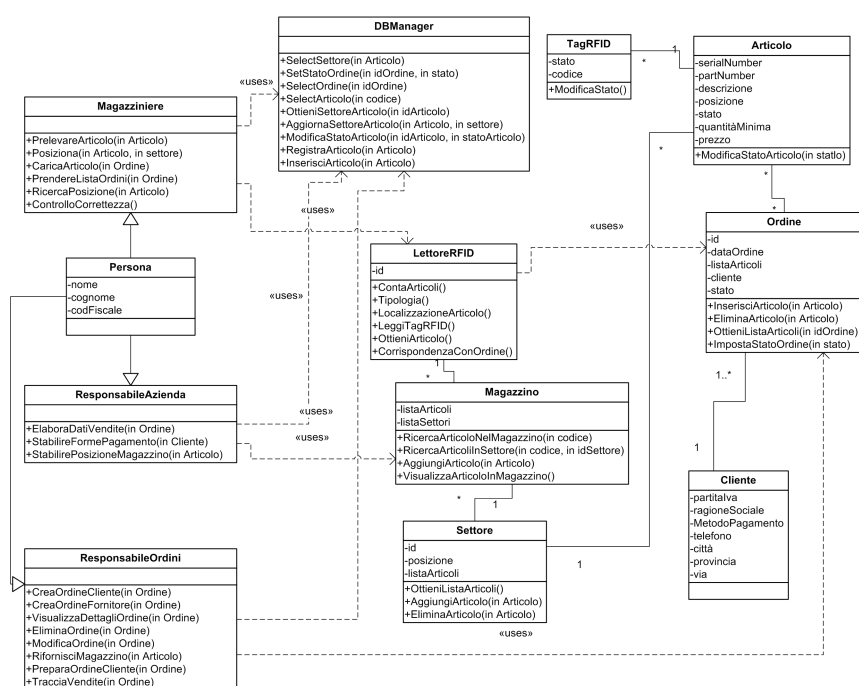 DBManager
+SelectSettore(in Articolo)
+SetStatoOrdine(in idOrdine, in stato)
+SelectOrdine(in idOrdine)
+SelectArticolo(in codice)
+OttieniSettoreArticolo(in idArticolo)
+AggiornaSettoreArticolo(in Articolo, in settore)
+ModificaStatoArticolo(in idArticolo, in statoArticolo)
+RegistraArticolo(in Articolo)
+InserisciArticolo(in Articolo)
TagRFID
-stato
-codice
+ModificaStato()
1
*
Articolo
-serialNumber
-partNumber
-descrizione
-posizione
-stato
-quantitàMinima
-prezzo
+ModificaStatoArticolo(in statIo)
«uses»
Magazziniere
+PrelevareArticolo(in Articolo)
+Posiziona(in Articolo, in settore)
+CaricaArticolo(in Ordine)
+PrendereListaOrdini(in Ordine)
+RicercaPosizione(in Articolo)
+ControlloCorrettezza()
*
*
*
«uses»
«uses»
Ordine
-id
-dataOrdine
-listaArticoli
-cliente
-stato
+InserisciArticolo(in Articolo)
+EliminaArticolo(in Articolo)
+OttieniListaArticoli(in idOrdine)
+ImpostaStatoOrdine(in stato)
LettoreRFID
-id
+ContaArticoli()
+Tipologia()
+LocalizzazioneArticolo()
+LeggiTagRFID()
+OttieniArticolo()
+CorrispondenzaConOrdine()
Persona
-nome
-cognome
-codFiscale
«uses»
1
*
1..*
ResponsabileAzienda
+ElaboraDatiVendite(in Ordine)
+StabilireFormePagamento(in Cliente)
+StabilirePosizioneMagazzino(in Articolo)
«uses»
«uses»
Magazzino
-listaArticoli
-listaSettori
+RicercaArticoloNelMagazzino(in codice)
+RicercaArticoliInSettore(in codice, in idSettore)
+AggiungiArticolo(in Articolo)
+VisualizzaArticoloInMagazzino()
1
*
1
Cliente
-partitaIva
-ragioneSociale
-MetodoPagamento
-telefono
-città
-provincia
-via
Settore
-id
-posizione
-listaArticoli
+OttieniListaArticoli()
+AggiungiArticolo(in Articolo)
+EliminaArticolo(in Articolo)
1
«uses»
ResponsabileOrdini
+CreaOrdineCliente(in Ordine)
+CreaOrdineFornitore(in Ordine)
+VisualizzaDettagliOrdine(in Ordine)
+EliminaOrdine(in Ordine)
+ModificaOrdine(in Ordine)
+RifornisciMagazzino(in Articolo)
+PreparaOrdineCliente(in Ordine)
+TracciaVendite(in Ordine)